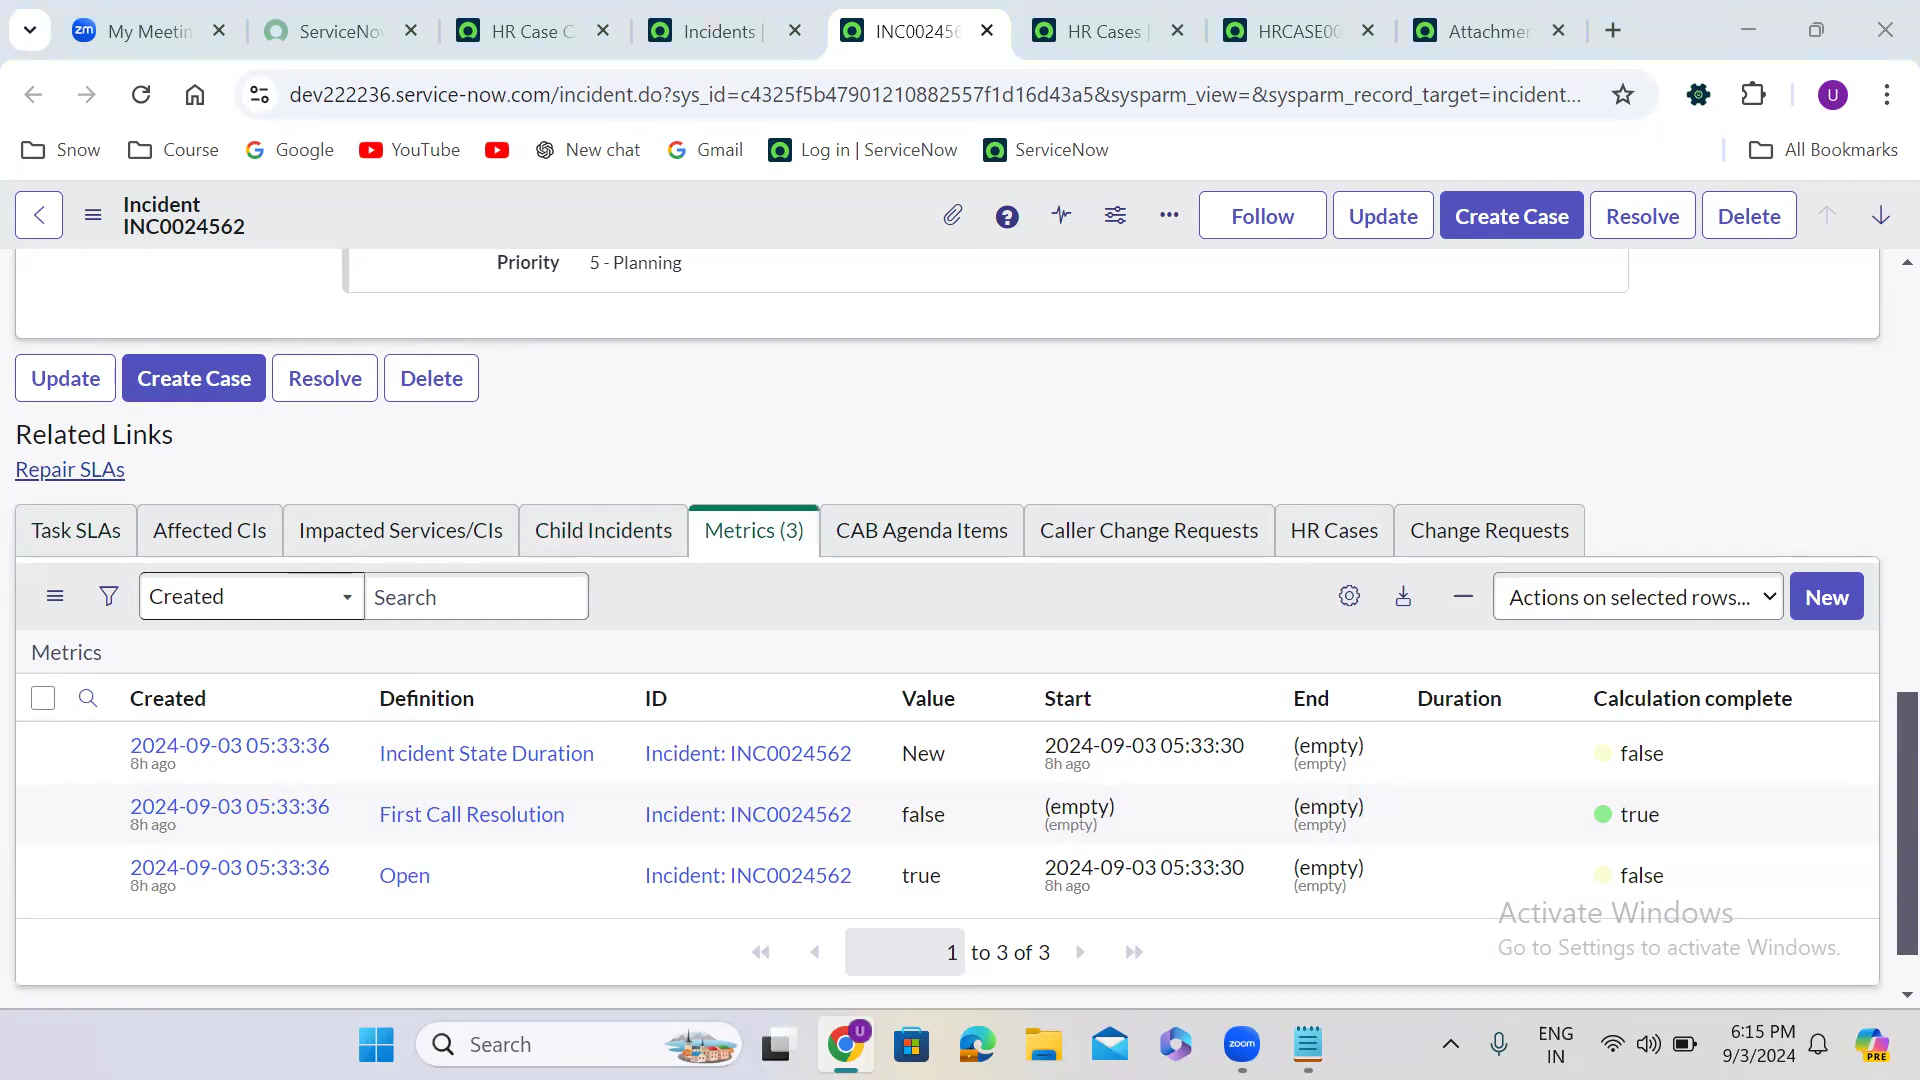 zm My Meetin
ServiceNo
HR Case C
Incidents |
INC002456
HR Cases |
HRCASE00
Attachmen
dev222236.service-now.com/incident.do?sys_id=c4325f5b47901210882557f1d16d43a5&sysparm_view=&sysparm_record_target=incident...
U
Snow
Course
Google
YouTube
New chat
Gmail
Log in | ServiceNow
ServiceNow
All Bookmarks
Incident
INC0024562
Follow
Update
Create Case
Resolve
Delete
Priority 5 - Planning
Update
Create Case
Resolve
Delete
Related Links
Repair SLAs
Task SLAs
Affected CIs
Impacted Services/CIs
Child Incidents
Metrics (3)
CAB Agenda Items
Caller Change Requests
HR Cases
Change Requests
Created
Search
Actions on selected rows...
New
Metrics
Created Definition ID Value Start End Duration Calculation complete
2024-09-03 05:33:36 Incident State Duration Incident: INC0024562 New 2024-09-03 05:33:30 (empty) false
8h ago 8h ago (empty)
2024-09-03 05:33:36 First Call Resolution Incident: INC0024562 false (empty) (empty) true
8h ago (empty) (empty)
2024-09-03 05:33:36 Open Incident: INC0024562 true 2024-09-03 05:33:30 (empty) false
8h ago 8h ago (empty)
Activate Windows
Go to Settings to activate Windows.
1 to 3 of 3
Search
U
zoom
ENG
IN
6:15 PM
9/3/2024
PRE